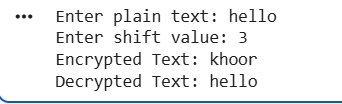 Enter plain text: hello
Enter shift value: 3
Encrypted Text: khoor
Decrypted Text: hello